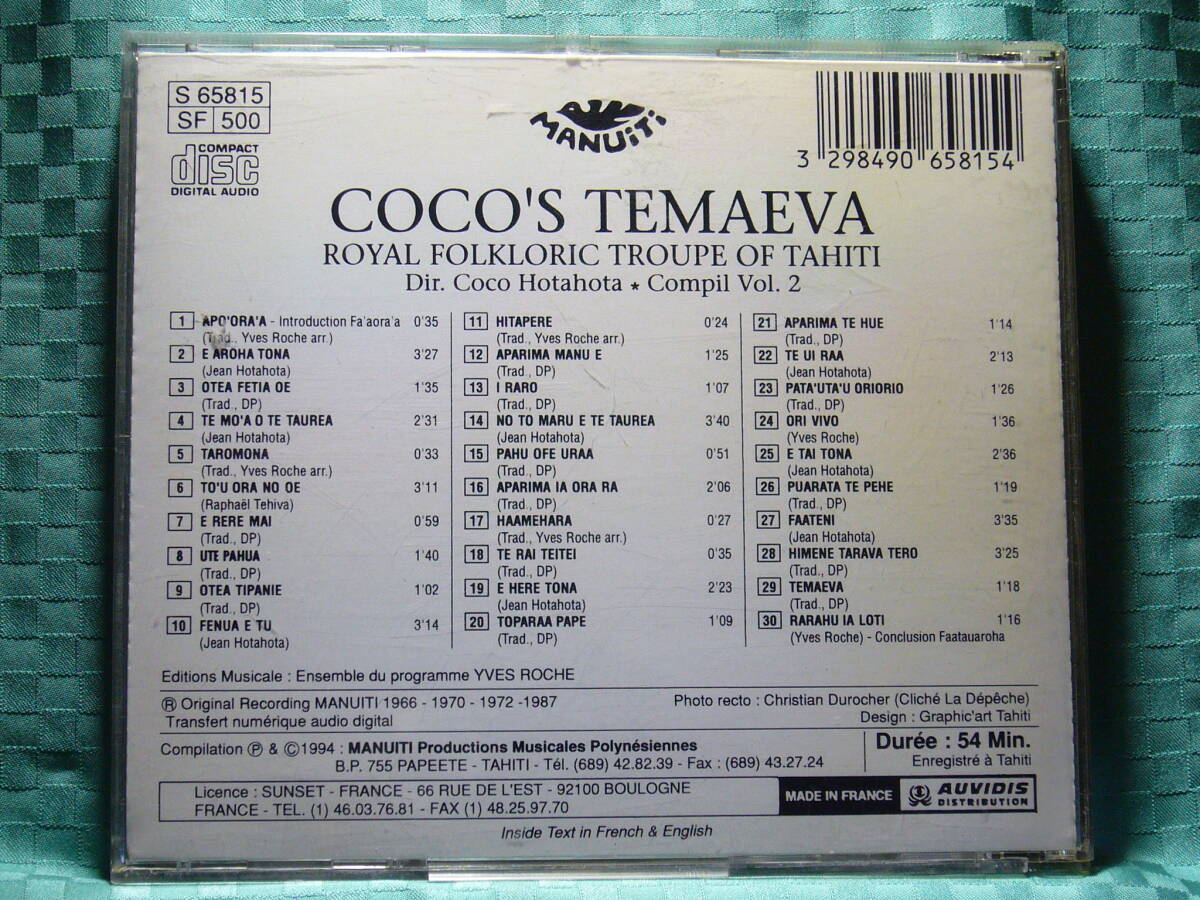 S 65815
SF 500
COMPACT
disc
DIGITAL AUDIO
MANUiTi
3 298490 658154
COCO'S TEMAEVA
ROYAL FOLKLORIC TROUPE OF TAHITI
Dir. Coco Hotahota ★ Compil Vol. 2
1 APO'ORA'A - Introduction Fa'aora'a 0'35
(Trad., Yves Roche arr.)
2 E AROHA TONA 3'27
(Jean Hotahota)
3 OTEA FETIA OE 1'35
(Trad., DP)
4 TE MO'A O TE TAUREA 2'31
(Jean Hotahota)
5 TAROMONA 0'33
(Trad., Yves Roche arr.)
6 TO'U ORA NO OE 3'11
(Raphaël Tehiva)
7 E RERE MAI 0'59
(Trad., DP)
8 UTE PAHUA 1'40
(Trad., DP)
9 OTEA TIPANIE 1'02
(Trad., DP)
10 FENUA E TU 3'14
(Jean Hotahota)
11 HITAPERE 0'24
(Trad., Yves Roche arr.)
12 APARIMA MANU E 1'25
(Trad., DP)
13 I RARO 1'07
(Trad., DP)
14 NO TO MARU E TE TAUREA 3'40
(Jean Hotahota)
15 PAHU OFE URAA 0'51
(Trad., DP)
16 APARIMA IA ORA RA 2'06
(Trad., DP)
17 HAAMEHARA 0'27
(Trad., Yves Roche arr.)
18 TE RAI TEITEI 0'35
(Trad., DP)
19 E HERE TONA 2'23
(Jean Hotahota)
20 TOPARAA PAPE 1'09
(Trad., DP)
21 APARIMA TE HUE 1'14
(Trad., DP)
22 TE UI RAA 2'13
(Jean Hotahota)
23 PATA'UTA'U ORIORIO 1'26
(Trad., DP)
24 ORI VIVO 1'36
(Yves Roche)
25 E TAI TONA 2'36
(Jean Hotahota)
26 PUARATA TE PEHE 1'19
(Trad., DP)
27 FAATENI 3'35
(Jean Hotahota)
28 HIMENE TARAVA TERO 3'25
(Trad., DP)
29 TEMAEVA 1'18
(Trad., DP)
30 RARAHU IA LOTI 1'16
(Yves Roche) - Conclusion Faatauaroha
Editions Musicale : Ensemble du programme YVES ROCHE
Ⓡ Original Recording MANUITI 1966 - 1970 - 1972 -1987
Transfert numérique audio digital
Photo recto : Christian Durocher (Cliché La Dépêche)
Design : Graphic'art Tahiti
Compilation Ⓟ & ©1994 : MANUITI Productions Musicales Polynésiennes
B.P. 755 PAPEETE - TAHITI - Tél. (689) 42.82.39 - Fax : (689) 43.27.24
Durée : 54 Min.
Enregistré à Tahiti
Licence : SUNSET - FRANCE - 66 RUE DE L'EST - 92100 BOULOGNE
FRANCE - TEL. (1) 46.03.76.81 - FAX (1) 48.25.97.70
MADE IN FRANCE
AUVIDIS
DISTRIBUTION
Inside Text in French & English